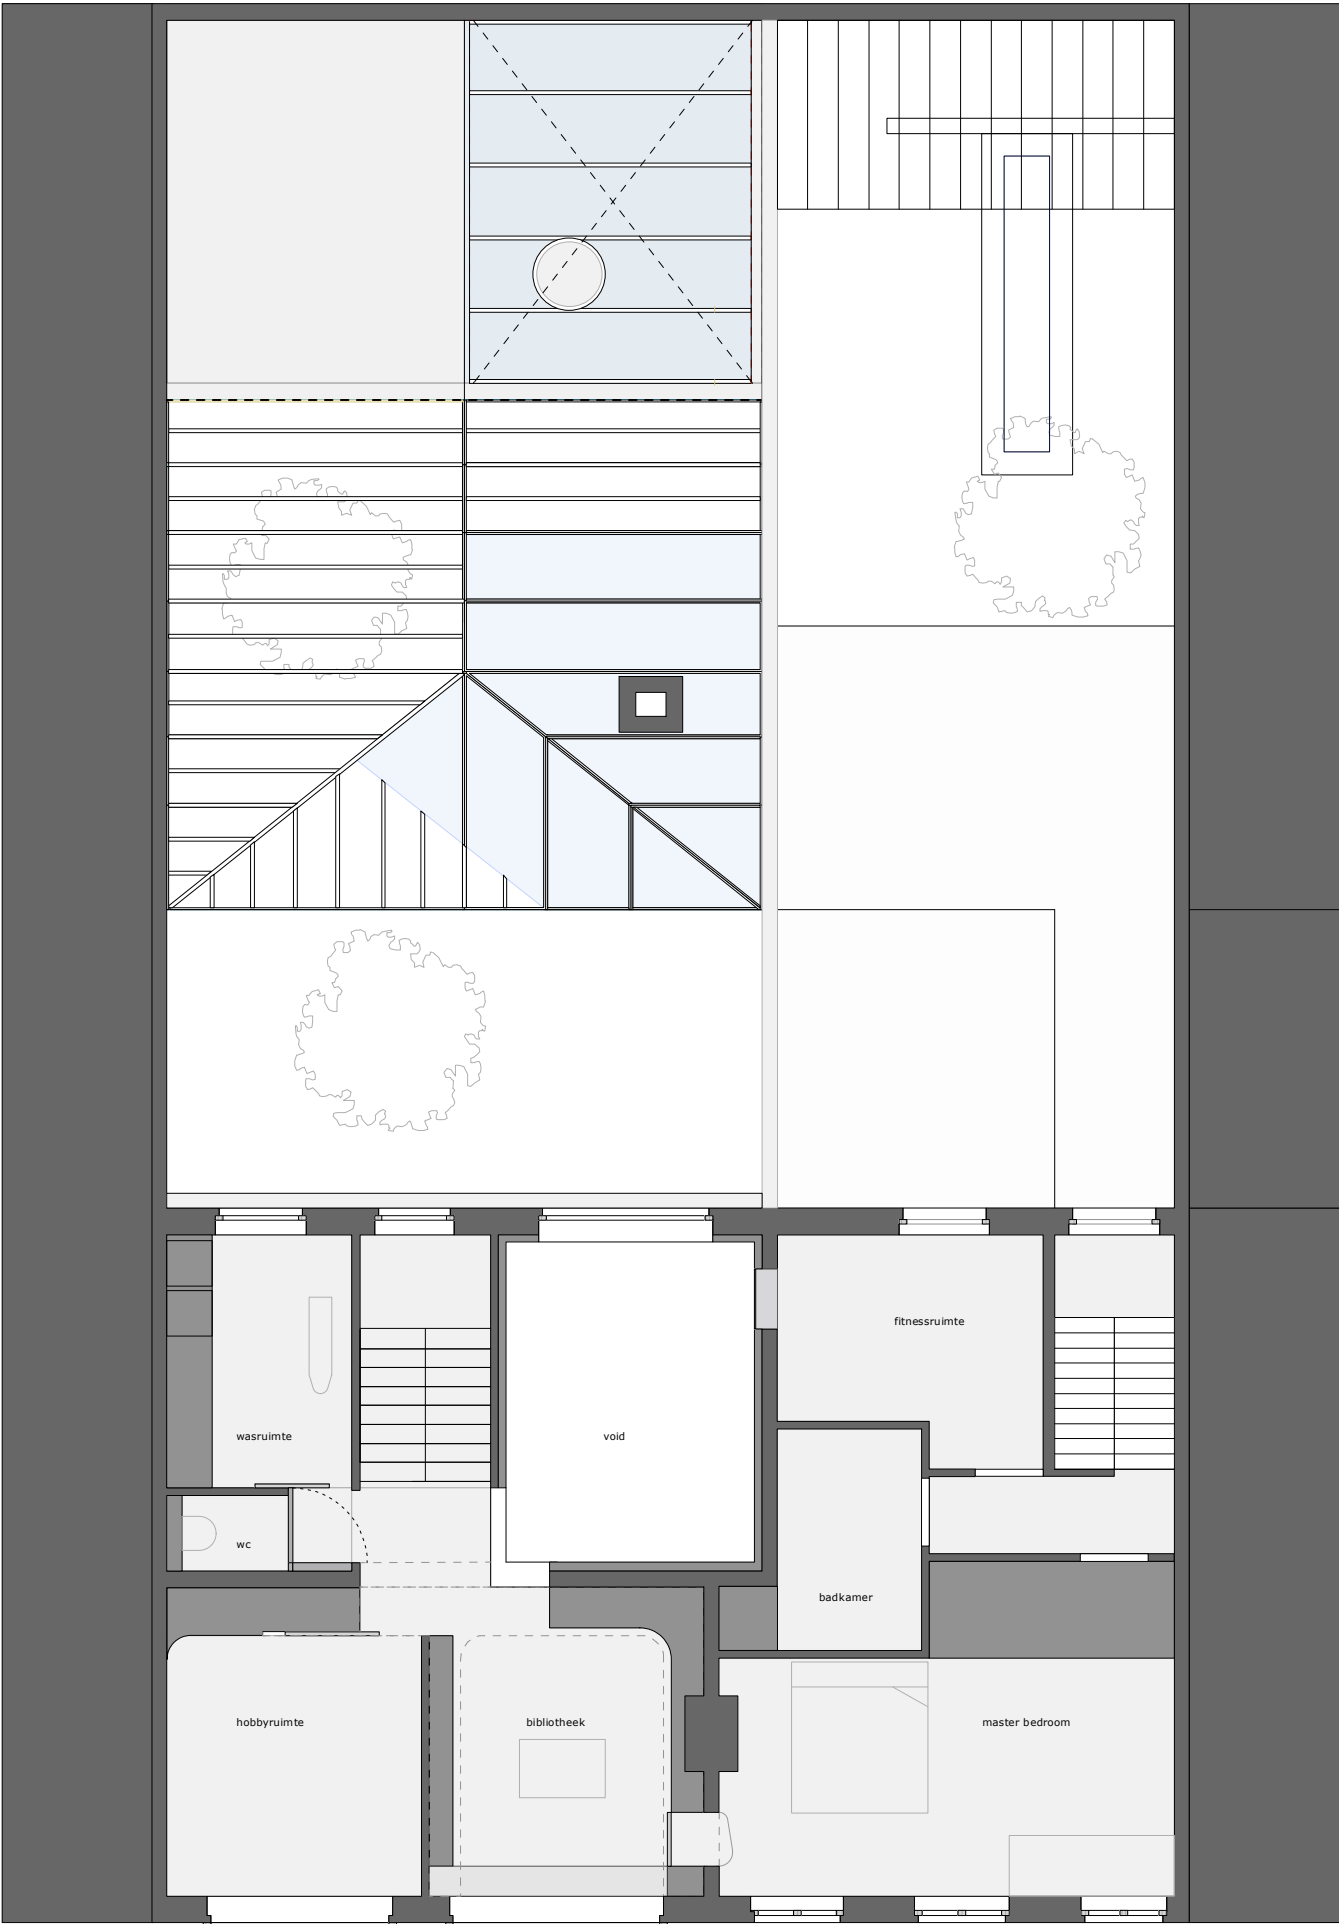 fitnessruimte
wasruimte
void
wc
badkamer
hobbyruimte
bibliotheek
master bedroom